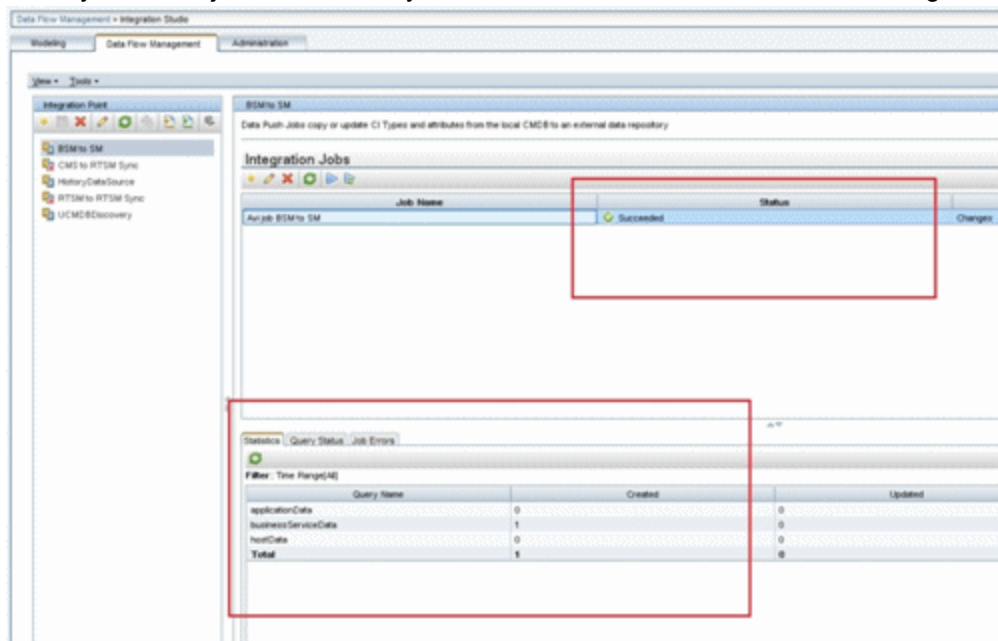 Data Flow Management > Integration Studio
Modeling Data Flow Management Administration
View Tools
Integration Point
BSM to SM
CMS to RTSM Sync
HistoryDataSource
RTSM to RTSM Sync
UCMDBDiscovery
BSM to SM
Data Push Jobs copy or update CI Types and attributes from the local CMDB to an external data repository
Integration Jobs
Job Name Status
Avi job BSM to SM Succeeded Changes
Statistics Query Status Job Errors
Filter: Time Range[All]
Query Name Created Updated
applicationData 0 0
businessServiceData 1 0
hostData 0 0
Total 1 0